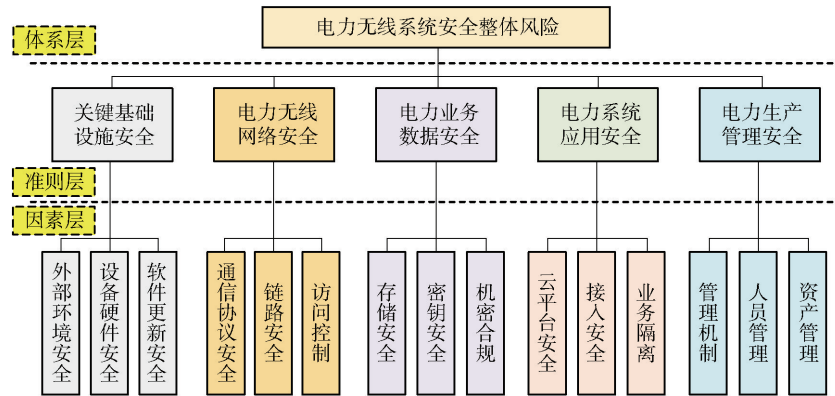 电力无线系统安全整体风险
体系层
关键基础
设施安全
电力无线
网络安全
电力业务
数据安全
电力系统
应用安全
电力生产
管理安全
准则层
因素层
外部环境安全
设备硬件安全
软件更新安全
通信协议安全
链路安全
访问控制
存储安全
密钥安全
机密合规
云平台安全
接入安全
业务隔离
管理机制
人员管理
资产管理